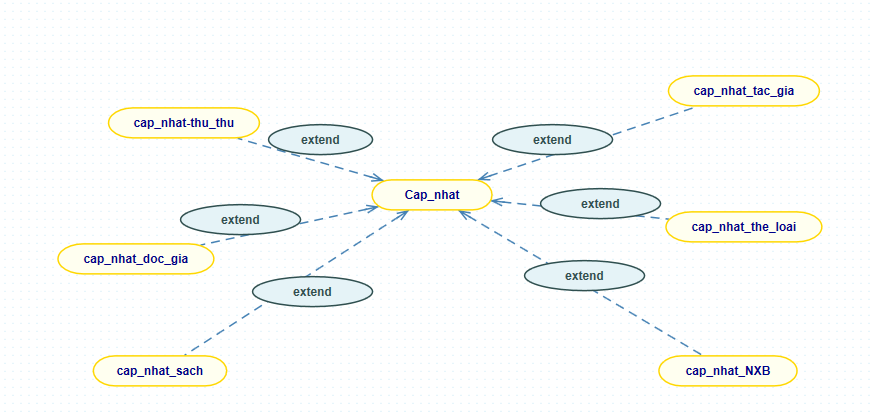 cap_nhat_tac_gia
cap_nhat-thu_thu
extend
extend
Cap_nhat
extend
extend
cap_nhat_the_loai
cap_nhat_doc_gia
extend
extend
cap_nhat_sach
cap_nhat_NXB